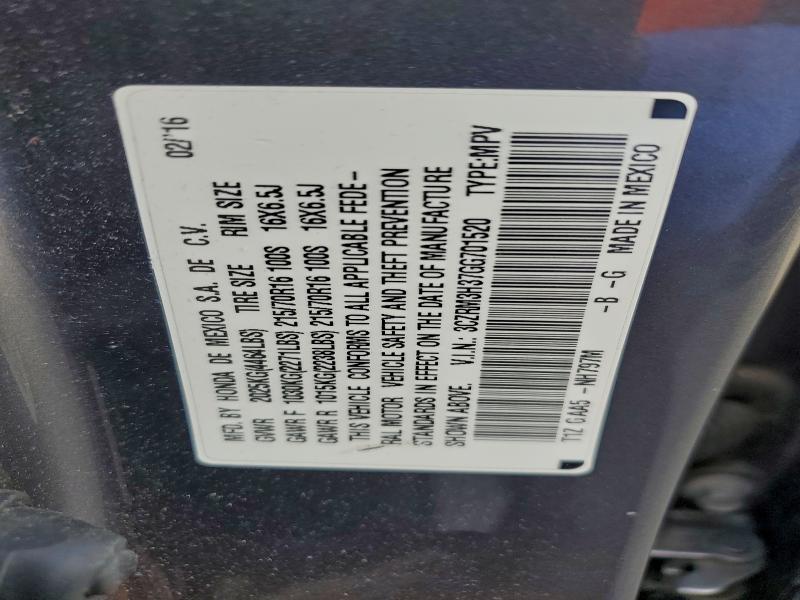 MFD. BY HONDA DE MEXICO S.A. DE C.V. 02/'16
GVWR 2025KG(4464LBS) TIRE SIZE RIM SIZE
GAWR F 1030KG(2271LBS) 215/70R16 100S 16X6.5J
GAWR R 1015KG(2238LBS) 215/70R16 100S 16X6.5J
THIS VEHICLE CONFORMS TO ALL APPLICABLE FEDE-
RAL MOTOR VEHICLE SAFETY AND THEFT PREVENTION
STANDARDS IN EFFECT ON THE DATE OF MANUFACTURE
SHOWN ABOVE. V.I.N.: 3CZRM3H37GG701520 TYPE:MPV
T1Z CAA5 -NH797M -B -G MADE IN MEXICO